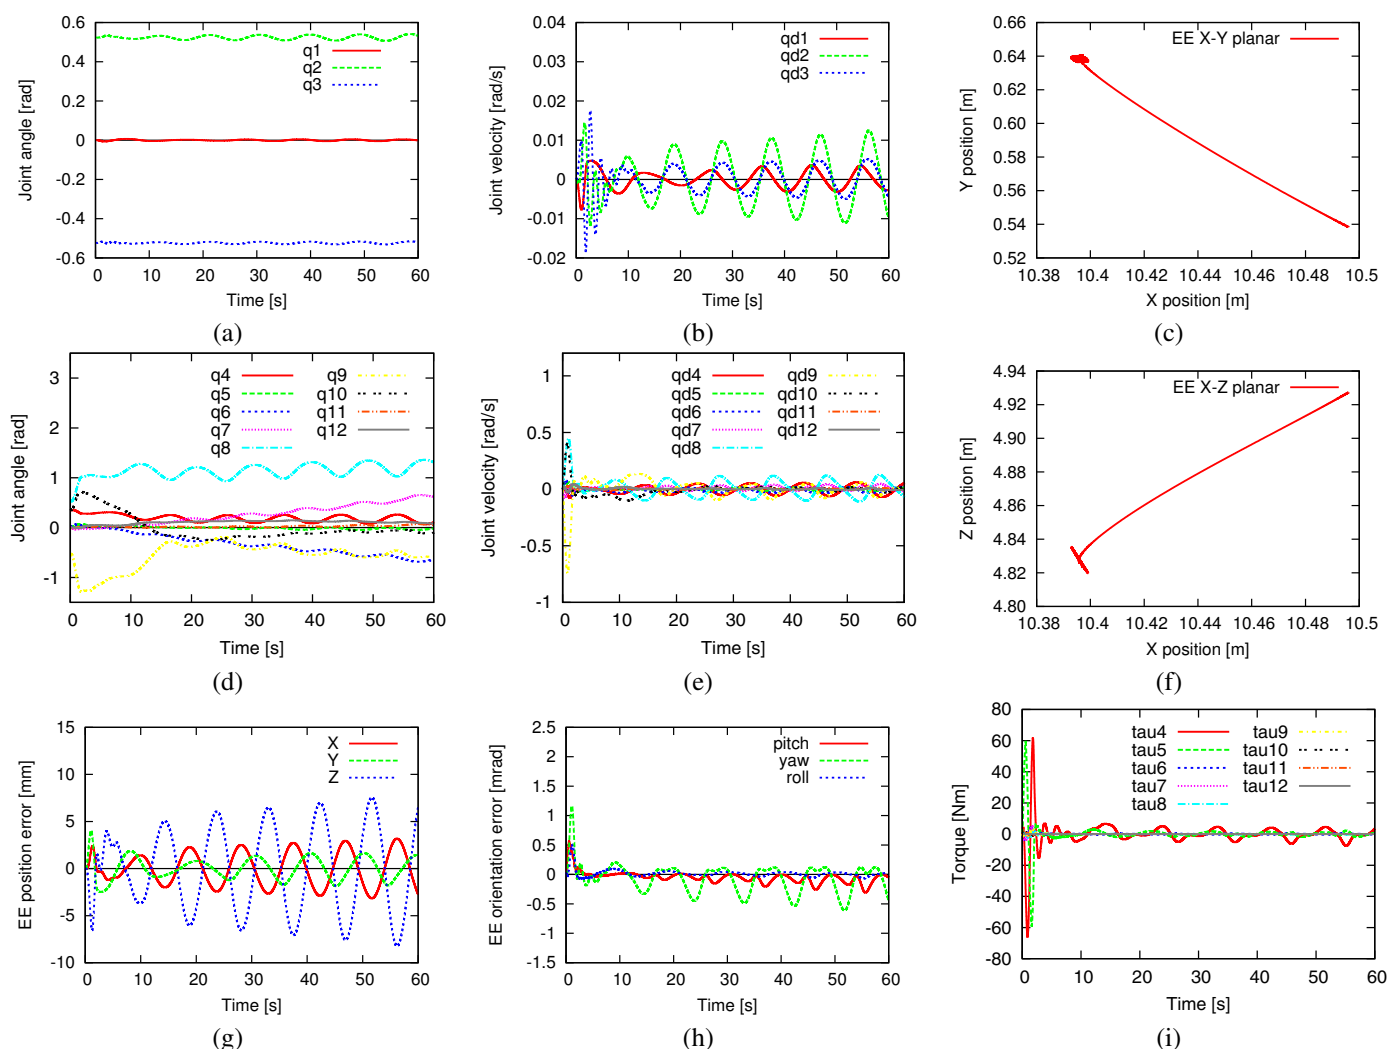 0.6
0.4
0.2
0
-0.2
-0.4
-0.6
Joint angle [rad]
q1
q2
q3
0 10 20 30 40 50 60
Time [s]
(a)
0.04
0.03
0.02
0.01
0
-0.01
-0.02
Joint velocity [rad/s]
qd1
qd2
qd3
0 10 20 30 40 50 60
Time [s]
(b)
0.66
0.64
0.62
0.60
0.58
0.56
0.54
0.52
Y position [m]
EE X-Y planar
10.38 10.4 10.42 10.44 10.46 10.48 10.5
X position [m]
(c)
3
2
1
0
-1
Joint angle [rad]
q4 q9
q5 q10
q6 q11
q7 q12
q8
0 10 20 30 40 50 60
Time [s]
(d)
1
0.5
0
-0.5
-1
Joint velocity [rad/s]
qd4 qd9
qd5 qd10
qd6 qd11
qd7 qd12
qd8
0 10 20 30 40 50 60
Time [s]
(e)
4.94
4.92
4.90
4.88
4.86
4.84
4.82
4.80
Z position [m]
EE X-Z planar
10.38 10.4 10.42 10.44 10.46 10.48 10.5
X position [m]
(f)
15
10
5
0
-5
-10
EE position error [mm]
X
Y
Z
0 10 20 30 40 50 60
Time [s]
(g)
2.5
2
1.5
1
0.5
0
-0.5
-1
-1.5
EE orientation error [mrad]
pitch
yaw
roll
0 10 20 30 40 50 60
Time [s]
(h)
80
60
40
20
0
-20
-40
-60
-80
Torque [Nm]
tau4 tau9
tau5 tau10
tau6 tau11
tau7 tau12
tau8
0 10 20 30 40 50 60
Time [s]
(i)